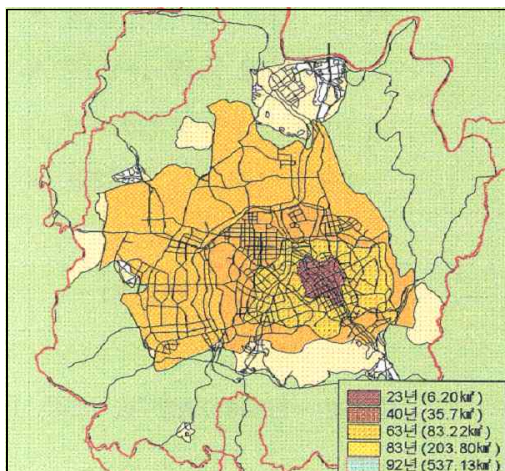 23년 (6.20㎢)
40년 (35.7㎢)
63년 (83.22㎢)
83년 (203.80㎢)
92년 (537.13㎢)